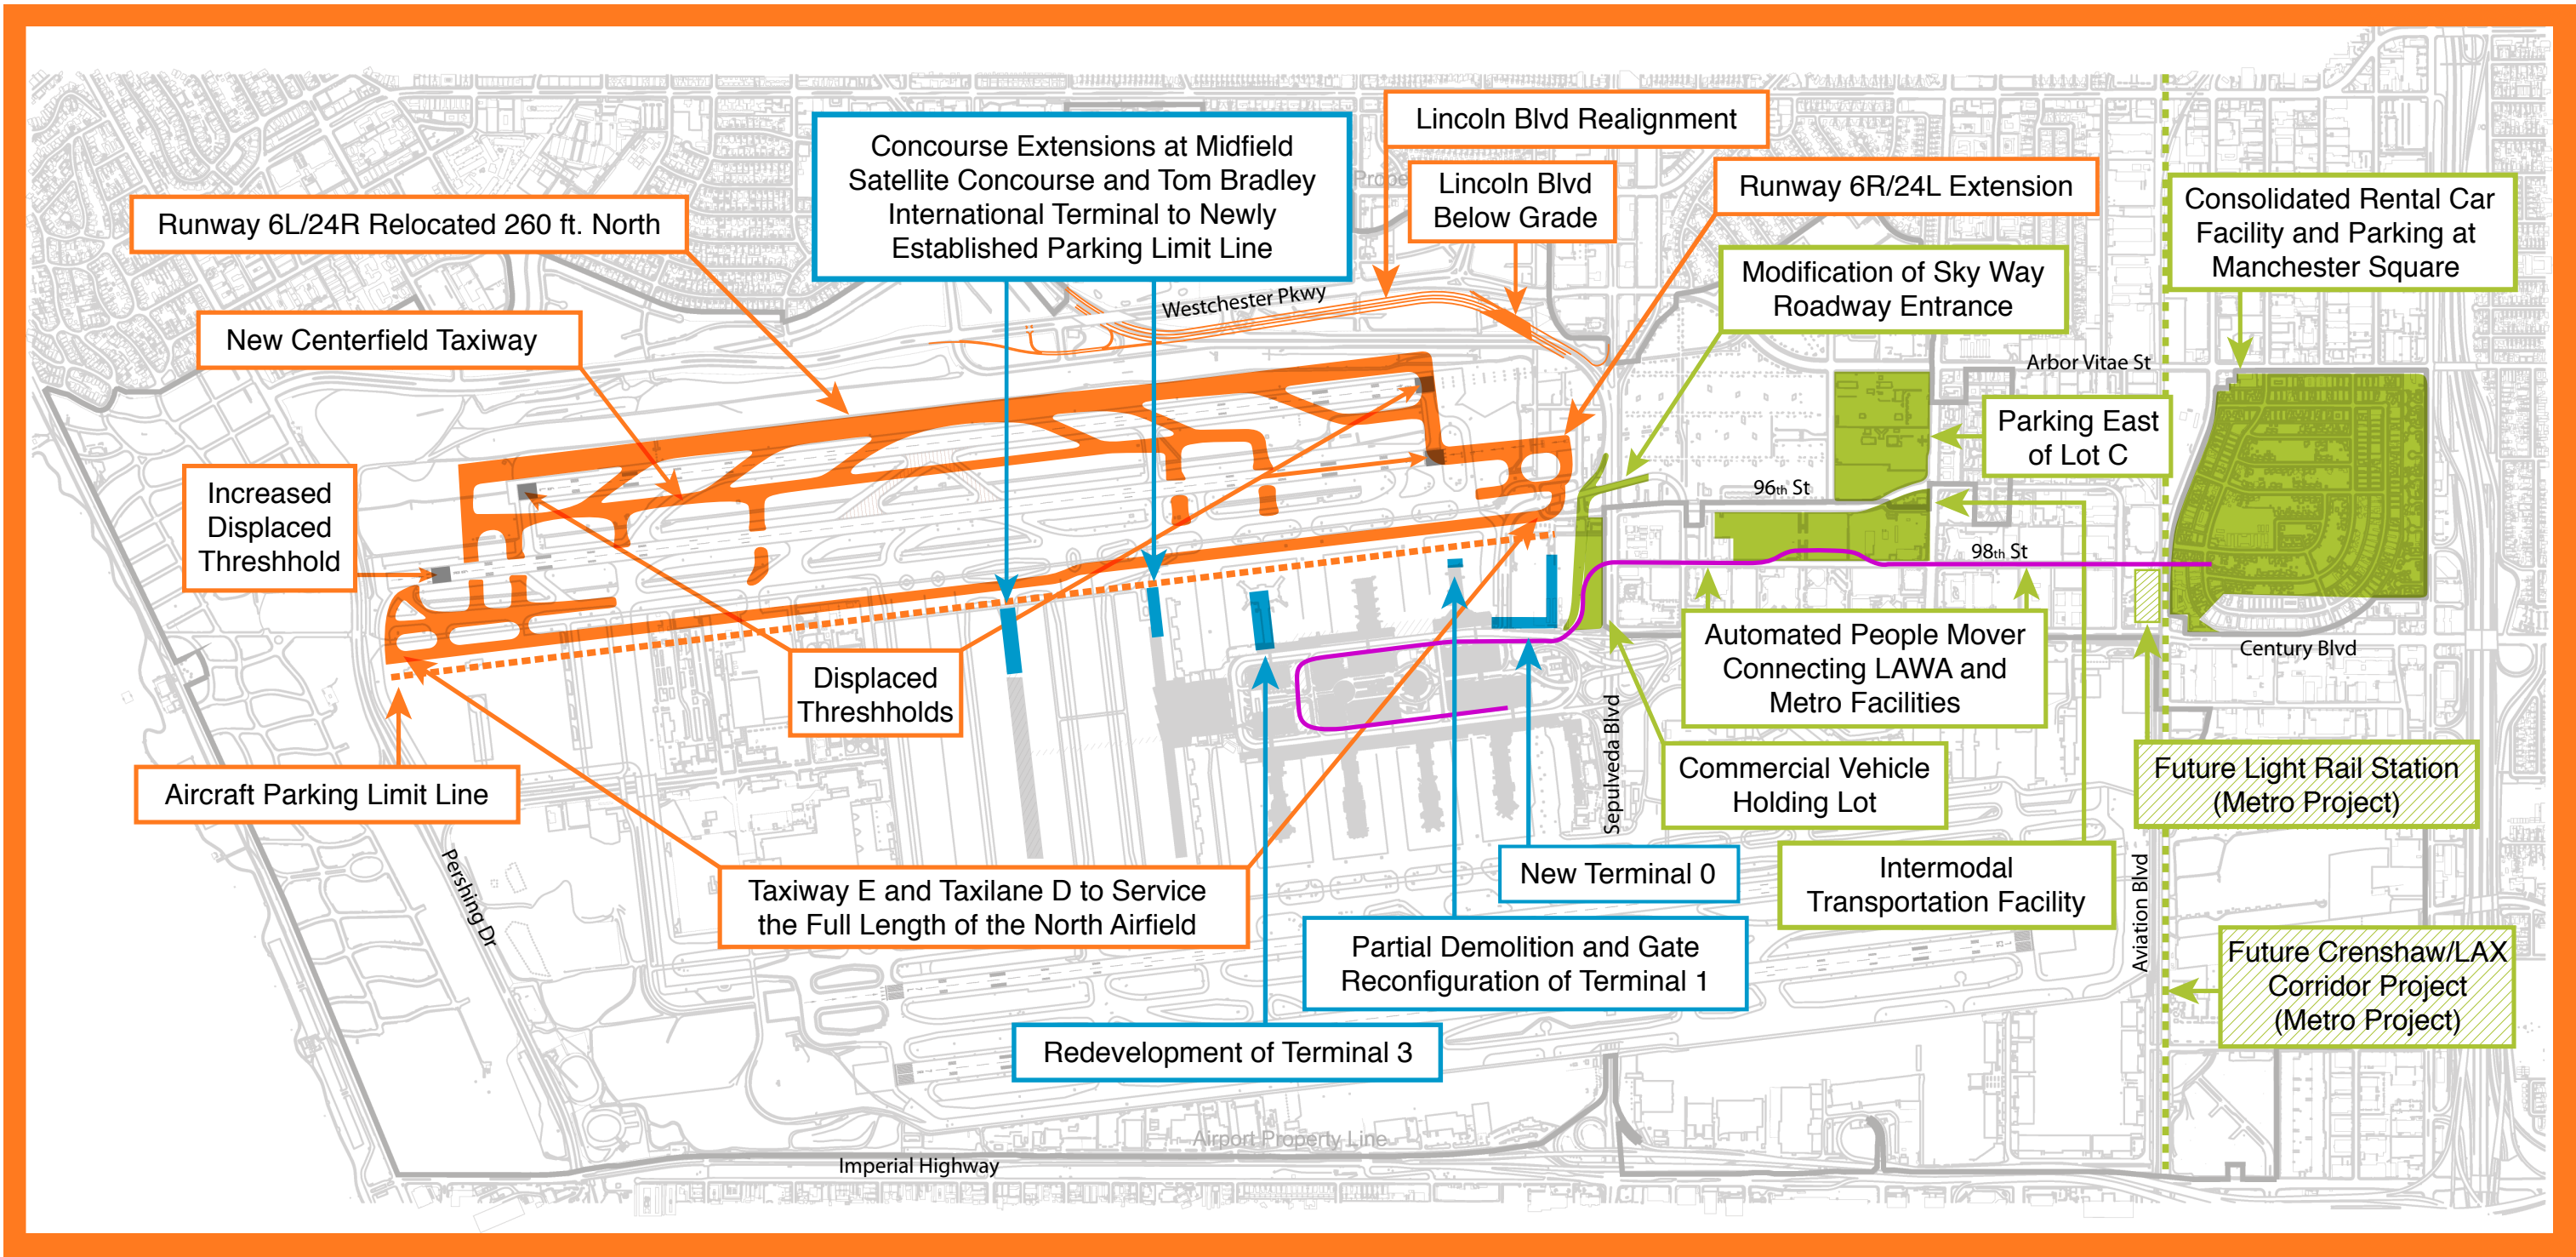 Lincoln Blvd Realignment
Concourse Extensions at Midfield
Satellite Concourse and Tom Bradley
International Terminal to Newly
Established Parking Limit Line
Lincoln Blvd
Below Grade
Runway 6R/24L Extension
Consolidated Rental Car
Facility and Parking at
Manchester Square
Runway 6L/24R Relocated 260 ft. North
Modification of Sky Way
Roadway Entrance
Westchester Pkwy
New Centerfield Taxiway
Arbor Vitae St
Parking East
of Lot C
Increased
Displaced
Threshhold
96th St
98th St
Automated People Mover
Connecting LAWA and
Metro Facilities
Century Blvd
Displaced
Threshholds
Sepulveda Blvd
Aircraft Parking Limit Line
Commercial Vehicle
Holding Lot
Future Light Rail Station
(Metro Project)
Pershing Dr
Taxiway E and Taxilane D to Service
the Full Length of the North Airfield
New Terminal 0
Intermodal
Transportation Facility
Aviation Blvd
Partial Demolition and Gate
Reconfiguration of Terminal 1
Future Crenshaw/LAX
Corridor Project
(Metro Project)
Redevelopment of Terminal 3
Airport Property Line
Imperial Highway